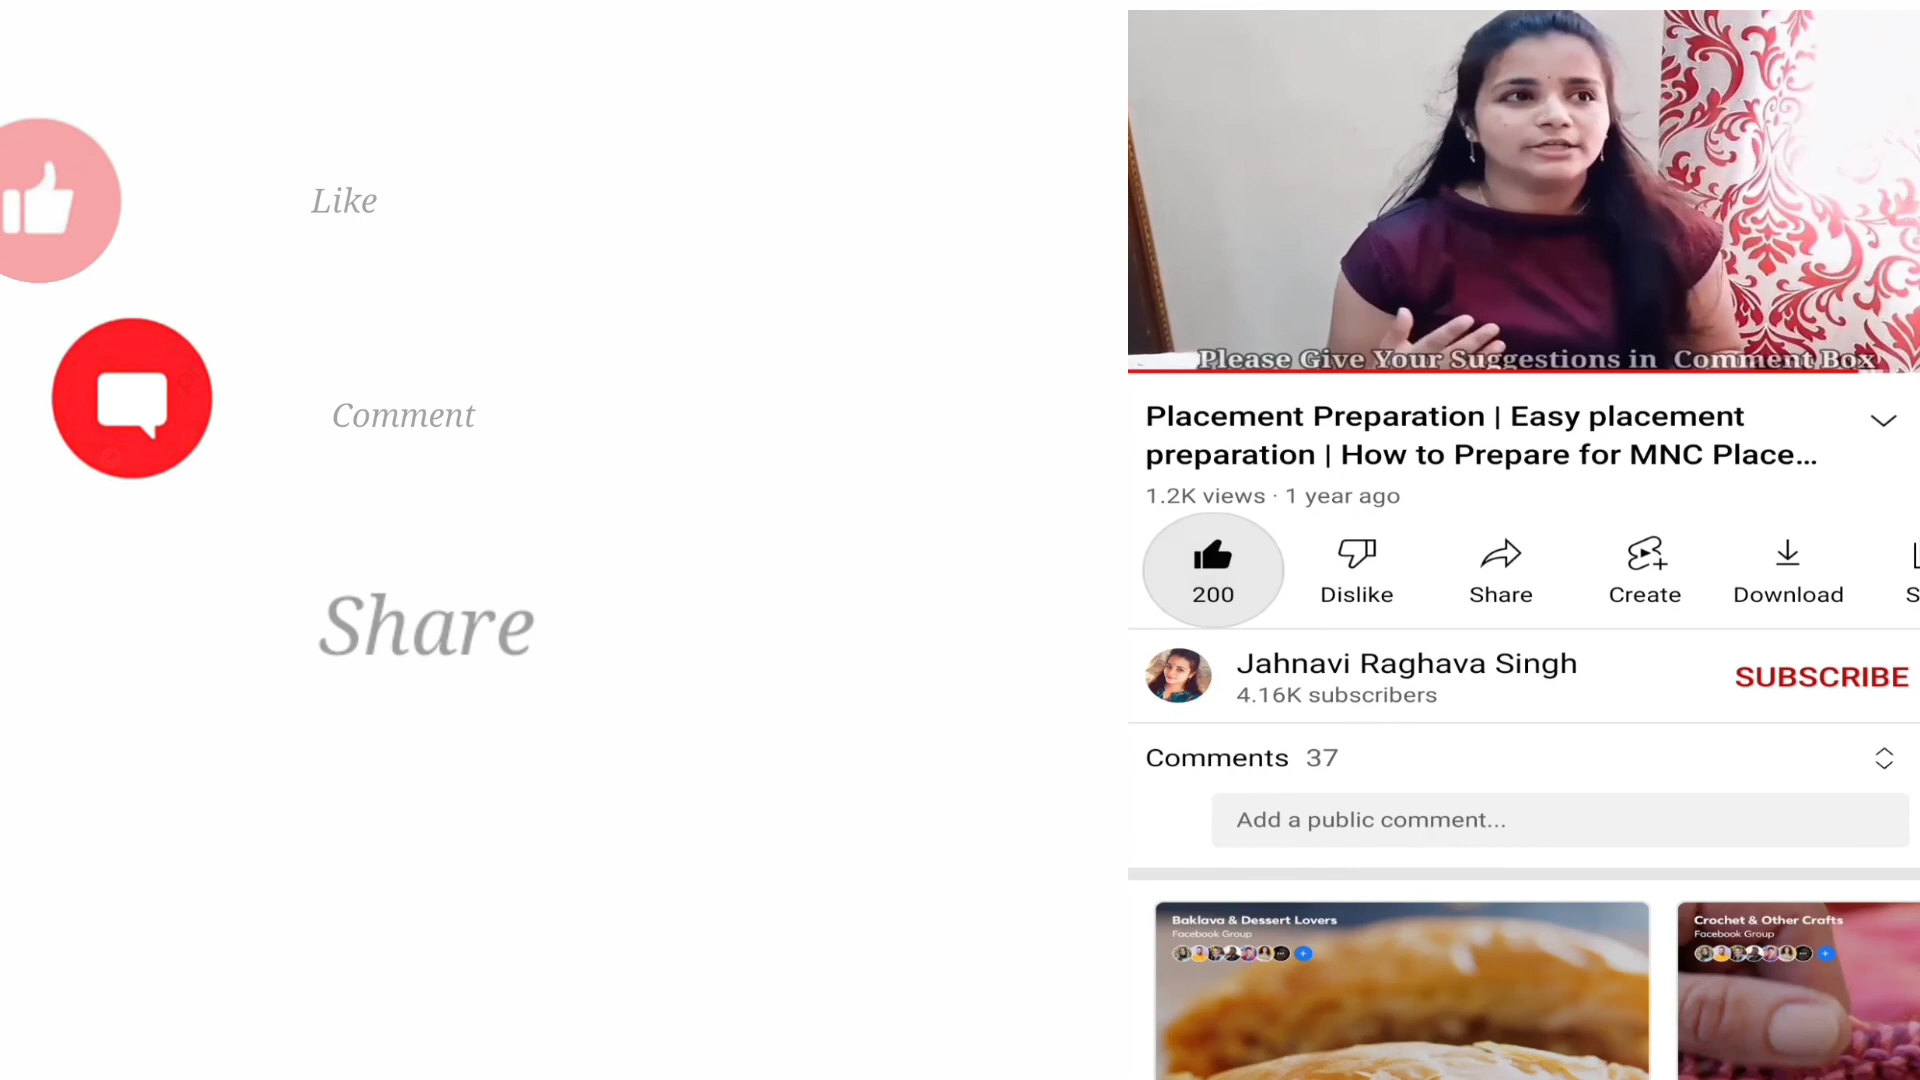 Like
Comment
Share
Please Give Your Suggestions in Comment Box
Placement Preparation | Easy placement
preparation | How to Prepare for MNC Place...
1.2K views · 1 year ago
200
Dislike
Share
Create
Download
S
Jahnavi Raghava Singh
4.16K subscribers
SUBSCRIBE
Comments 37
Add a public comment...
Baklava & Dessert Lovers
Facebook Group
Crochet & Other Crafts
Facebook Group